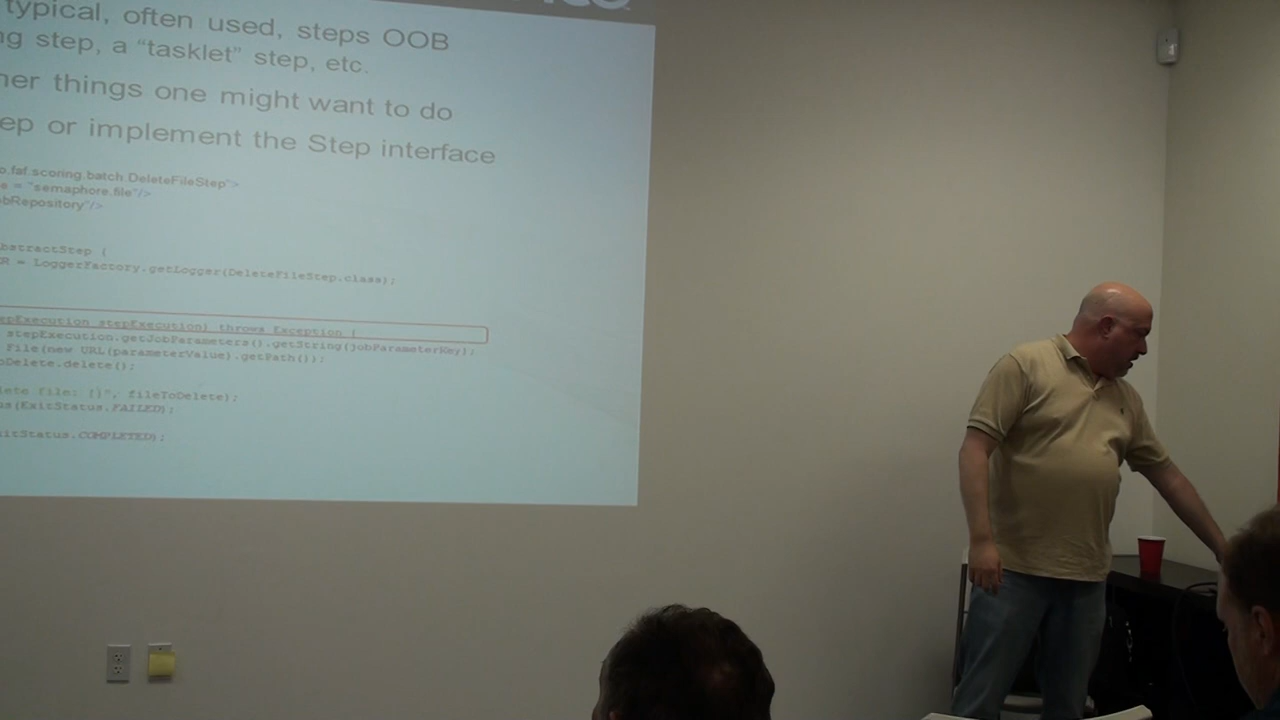 typical, often used, steps OOB
ng step, a "tasklet" step, etc.
her things one might want to do
ep or implement the Step interface
o.faf.scoring.batch.DeleteFileStep">
e = "semaphore.file"/>
obRepository"/>
bstractStep {
R = LoggerFactory.getLogger(DeleteFileStep.class);
epExecution stepExecution) throws Exception {
stepExecution.getJobParameters().getString(jobParameterKey);
File(new URL(parameterValue).getPath());
oDelete.delete();
lete file: {}", fileToDelete);
us(ExitStatus.FAILED);
xitStatus.COMPLETED);